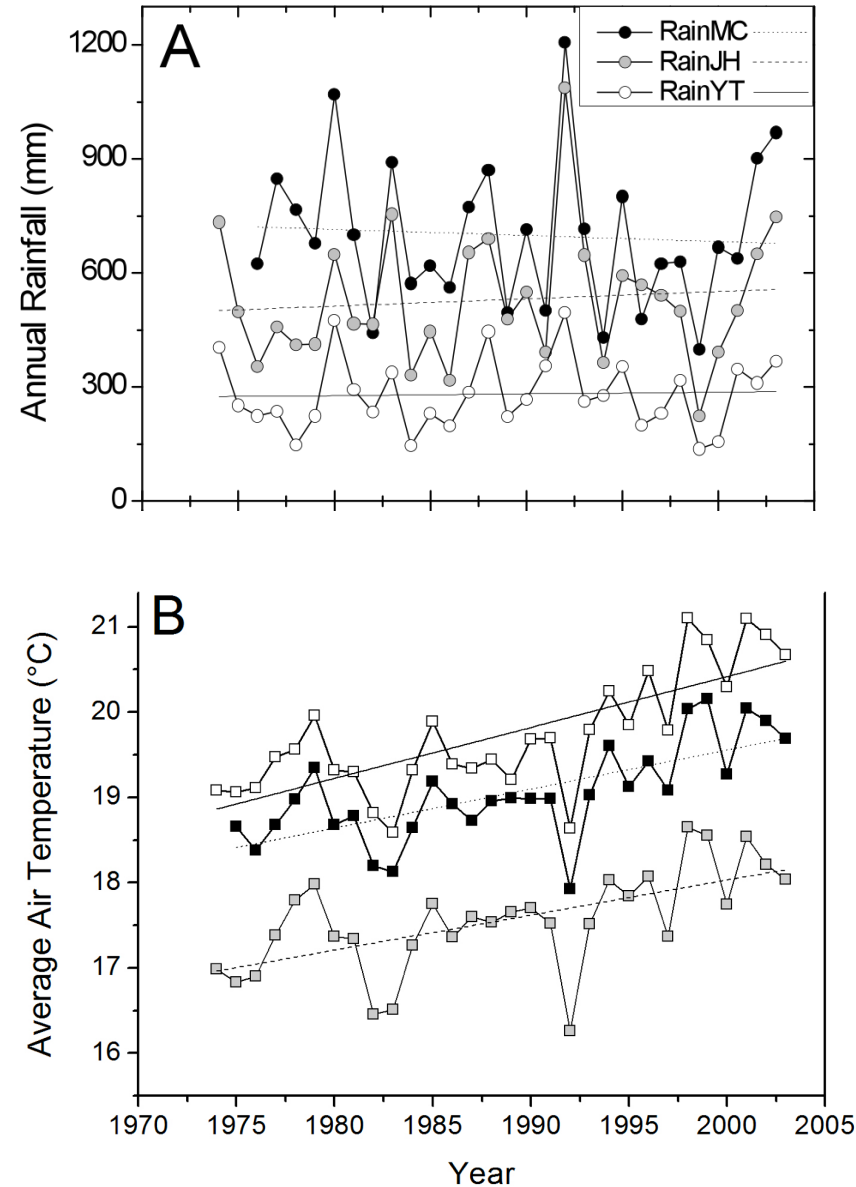 A
RainMC
RainJH
RainYT
1200
900
600
300
0
Annual Rainfall (mm)
B
21
20
19
18
17
16
Average Air Temperature (°C)
1970 1975 1980 1985 1990 1995 2000 2005
Year